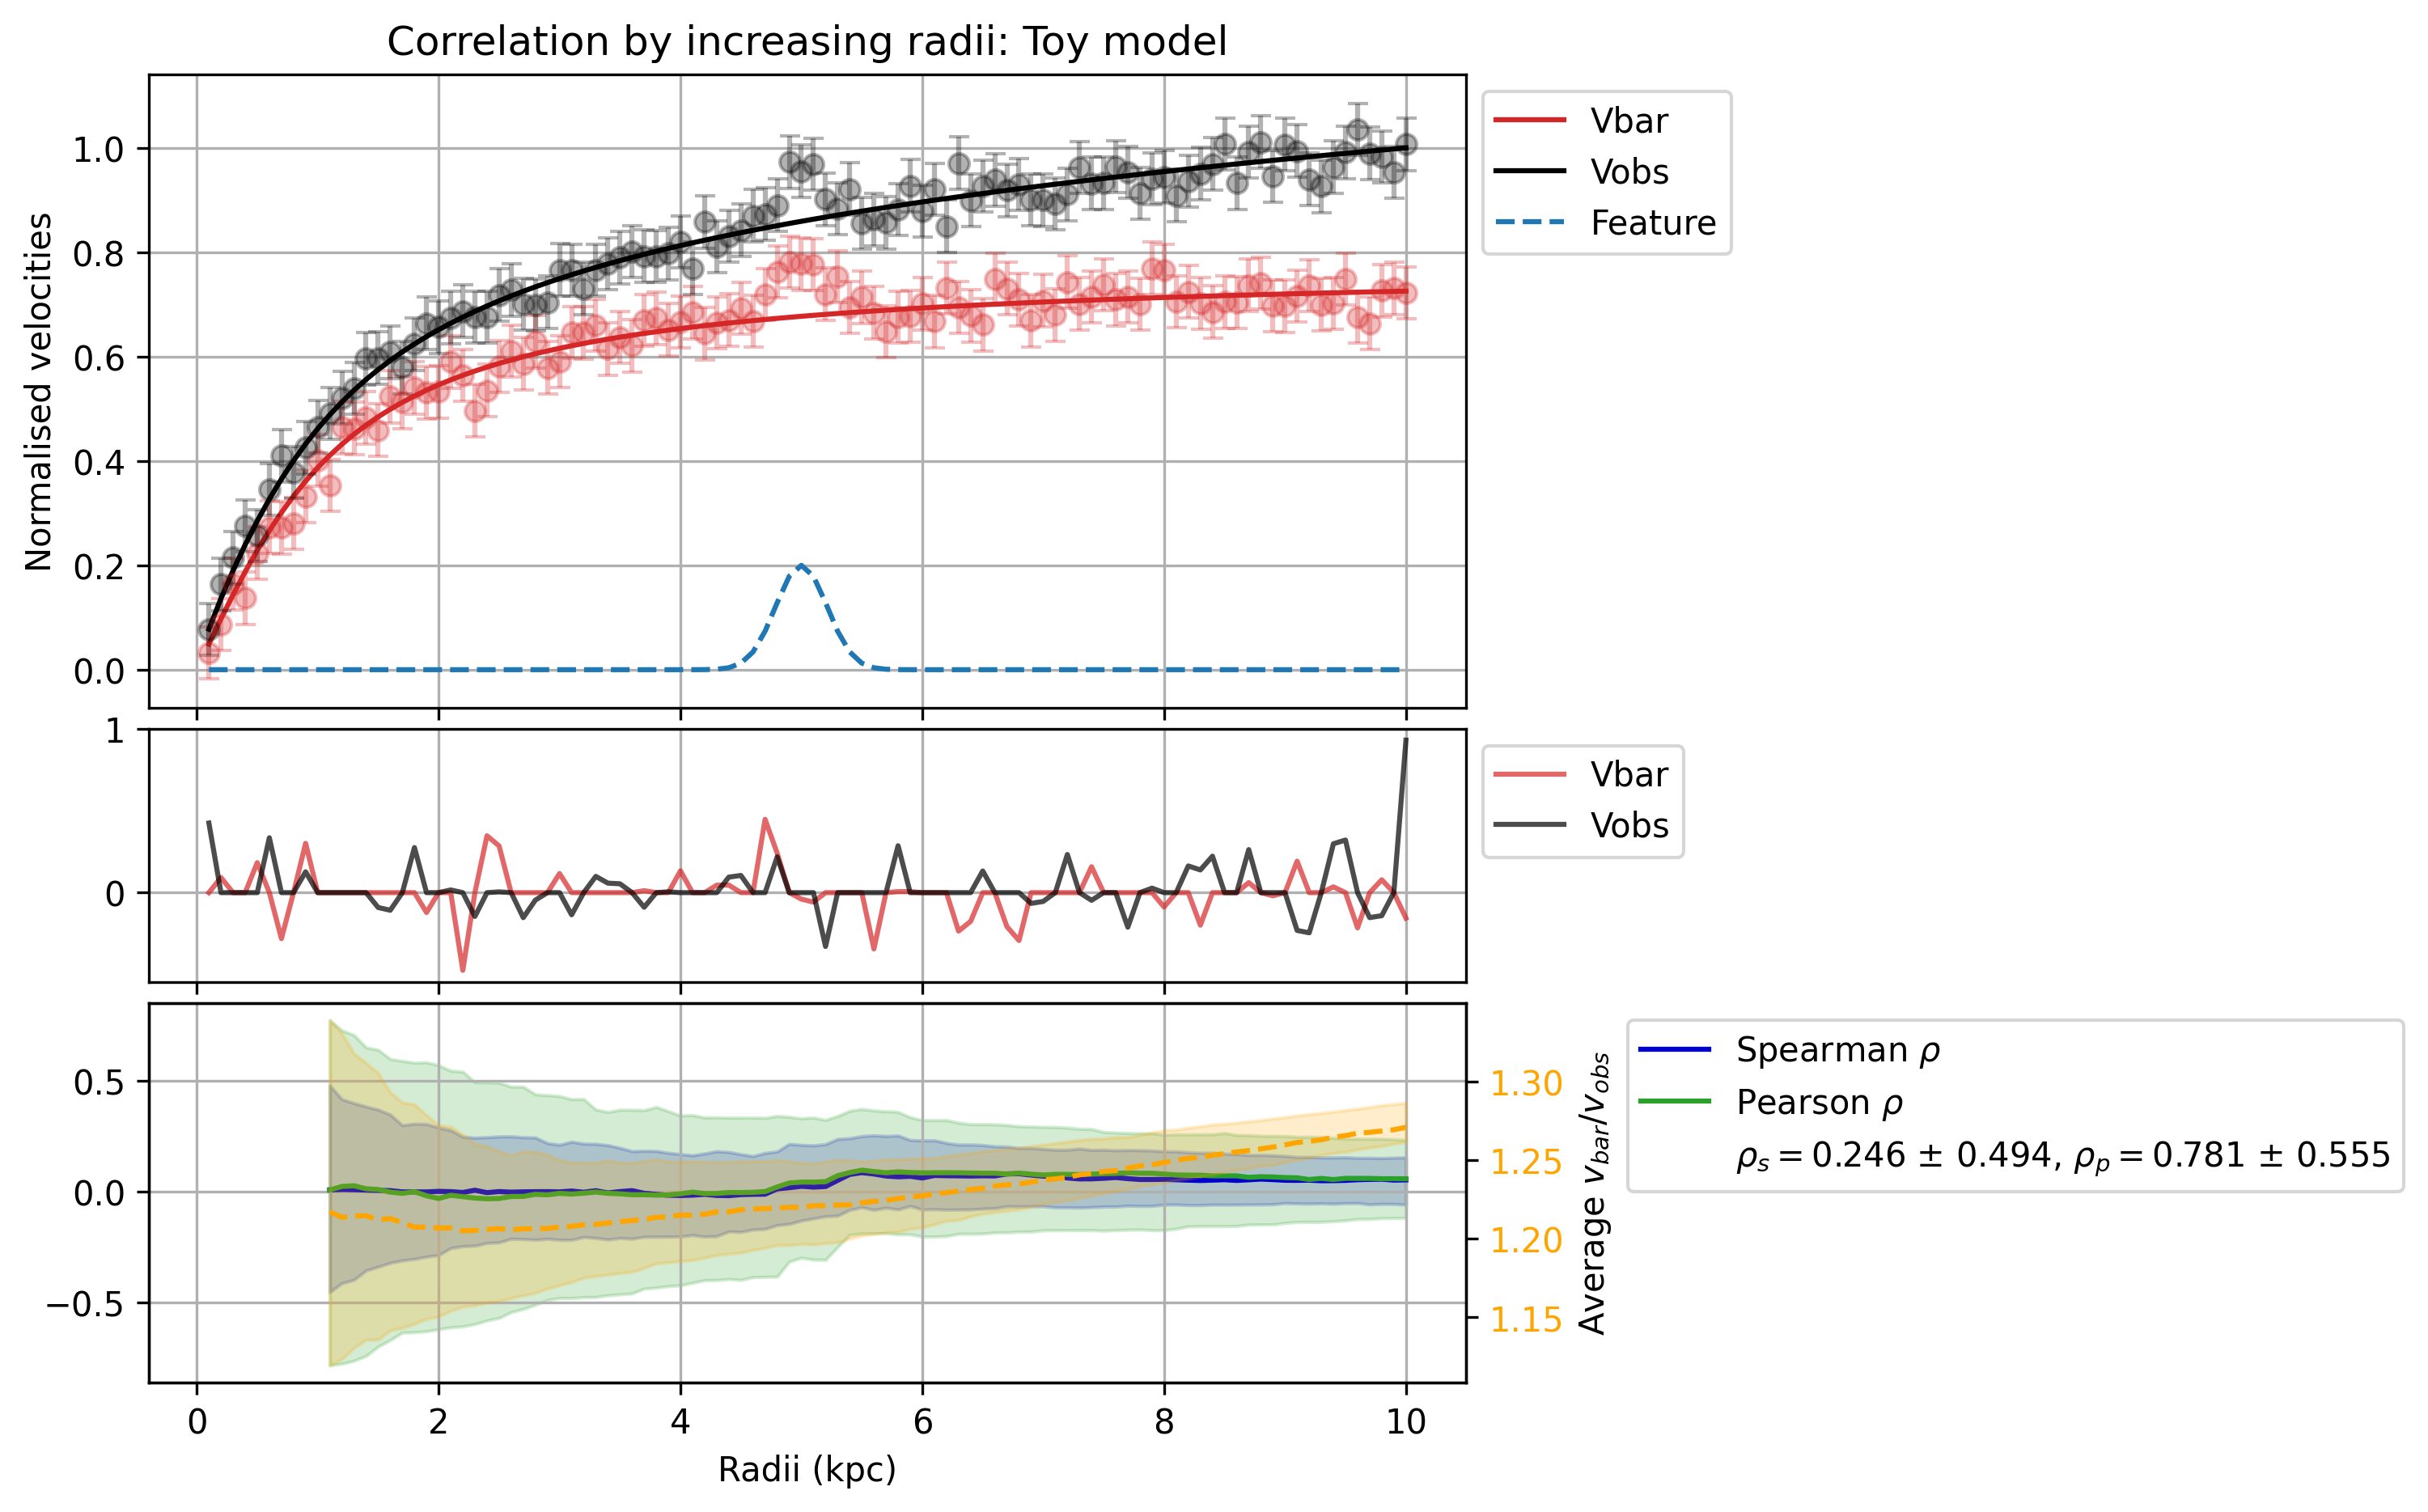 Correlation by increasing radii: Toy model
Normalised velocities
1.0
0.8
0.6
0.4
0.2
0.0
Vbar
Vobs
Feature
1
0
Vbar
Vobs
0.5
0.0
−0.5
0
2
4
6
8
10
Radii (kpc)
1.30
1.25
1.20
1.15
Average v_bar/v_obs
Spearman ρ
Pearson ρ
ρ_s = 0.246 ± 0.494, ρ_p = 0.781 ± 0.555